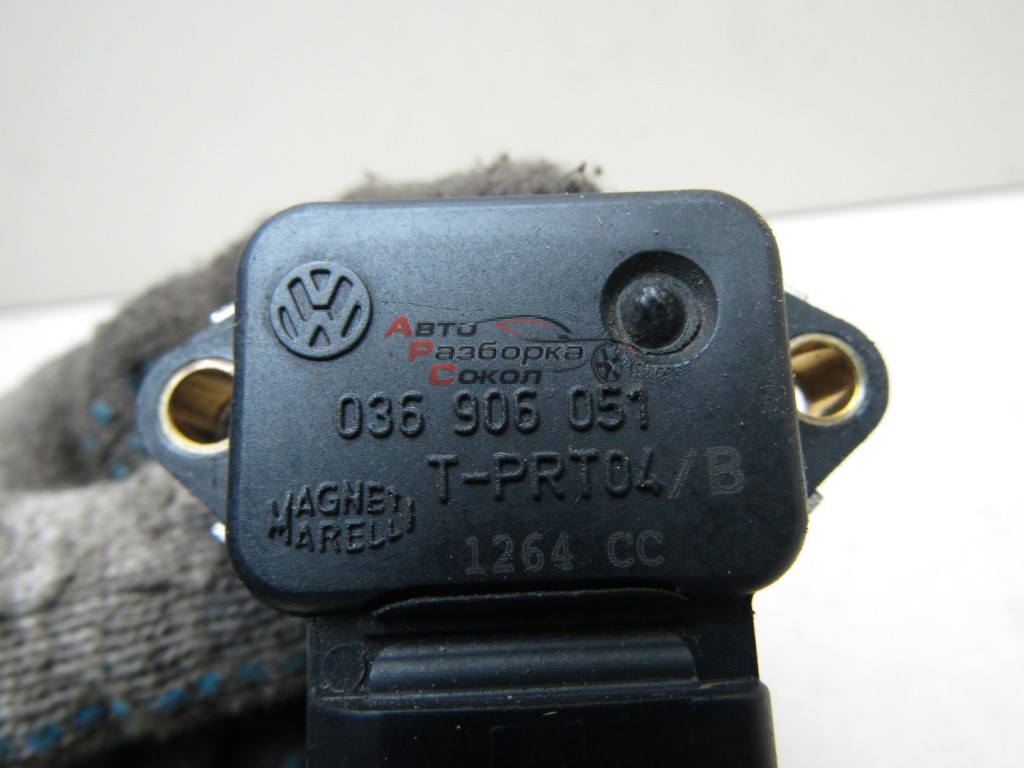 Авто
Разборка
Сокол
036 906 051
T-PRT04/B
MAGNETI
MARELLI
1264 CC